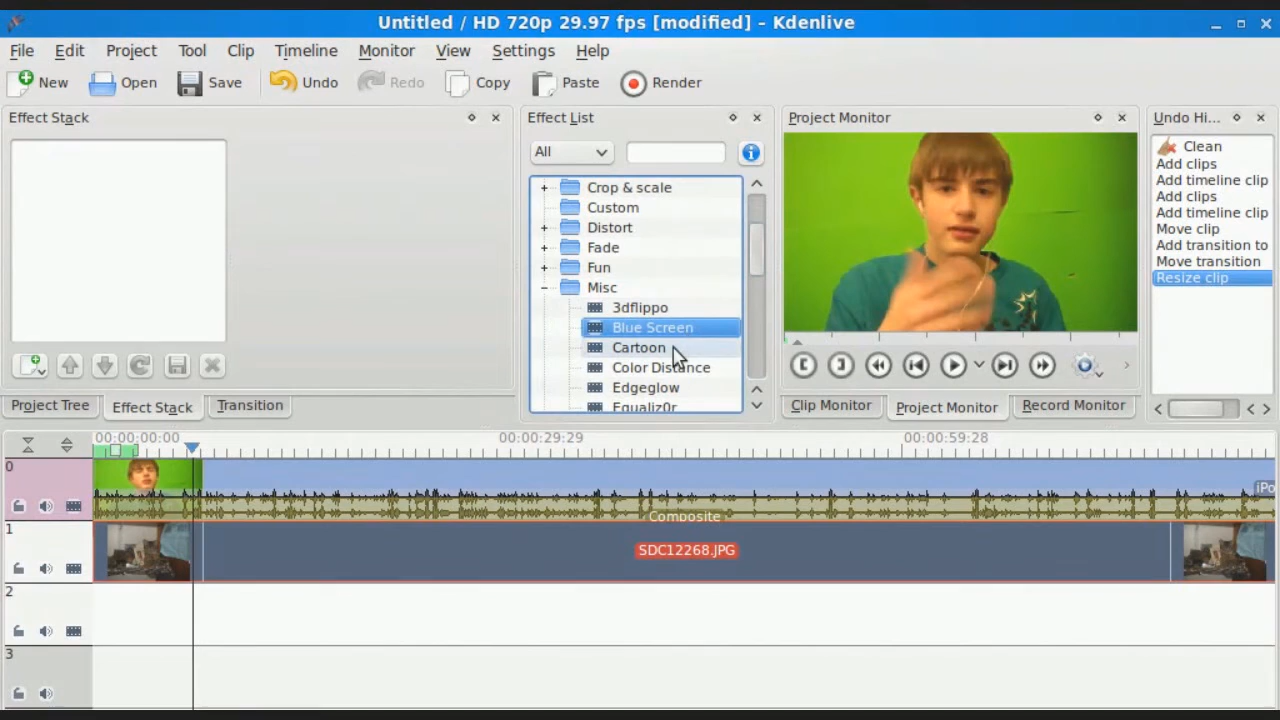 Untitled / HD 720p 29.97 fps [modified] – Kdenlive
File Edit Project Tool Clip Timeline Monitor View Settings Help
New Open Save Undo Redo Copy Paste Render
Effect Stack
Effect List
All
Crop & scale
Custom
Distort
Fade
Fun
Misc
3dflippo
Blue Screen
Cartoon
Color Distance
Edgeglow
Equaliz0r
Project Monitor
Undo Hi...
Clean
Add clips
Add timeline clip
Add clips
Add timeline clip
Move clip
Add transition to
Move transition
Resize clip
Project Tree Effect Stack Transition
Clip Monitor Project Monitor Record Monitor
00:00:00:00 00:00:29:29 00:00:59:28
0
iPo
Composite
1
SDC12268.JPG
2
3